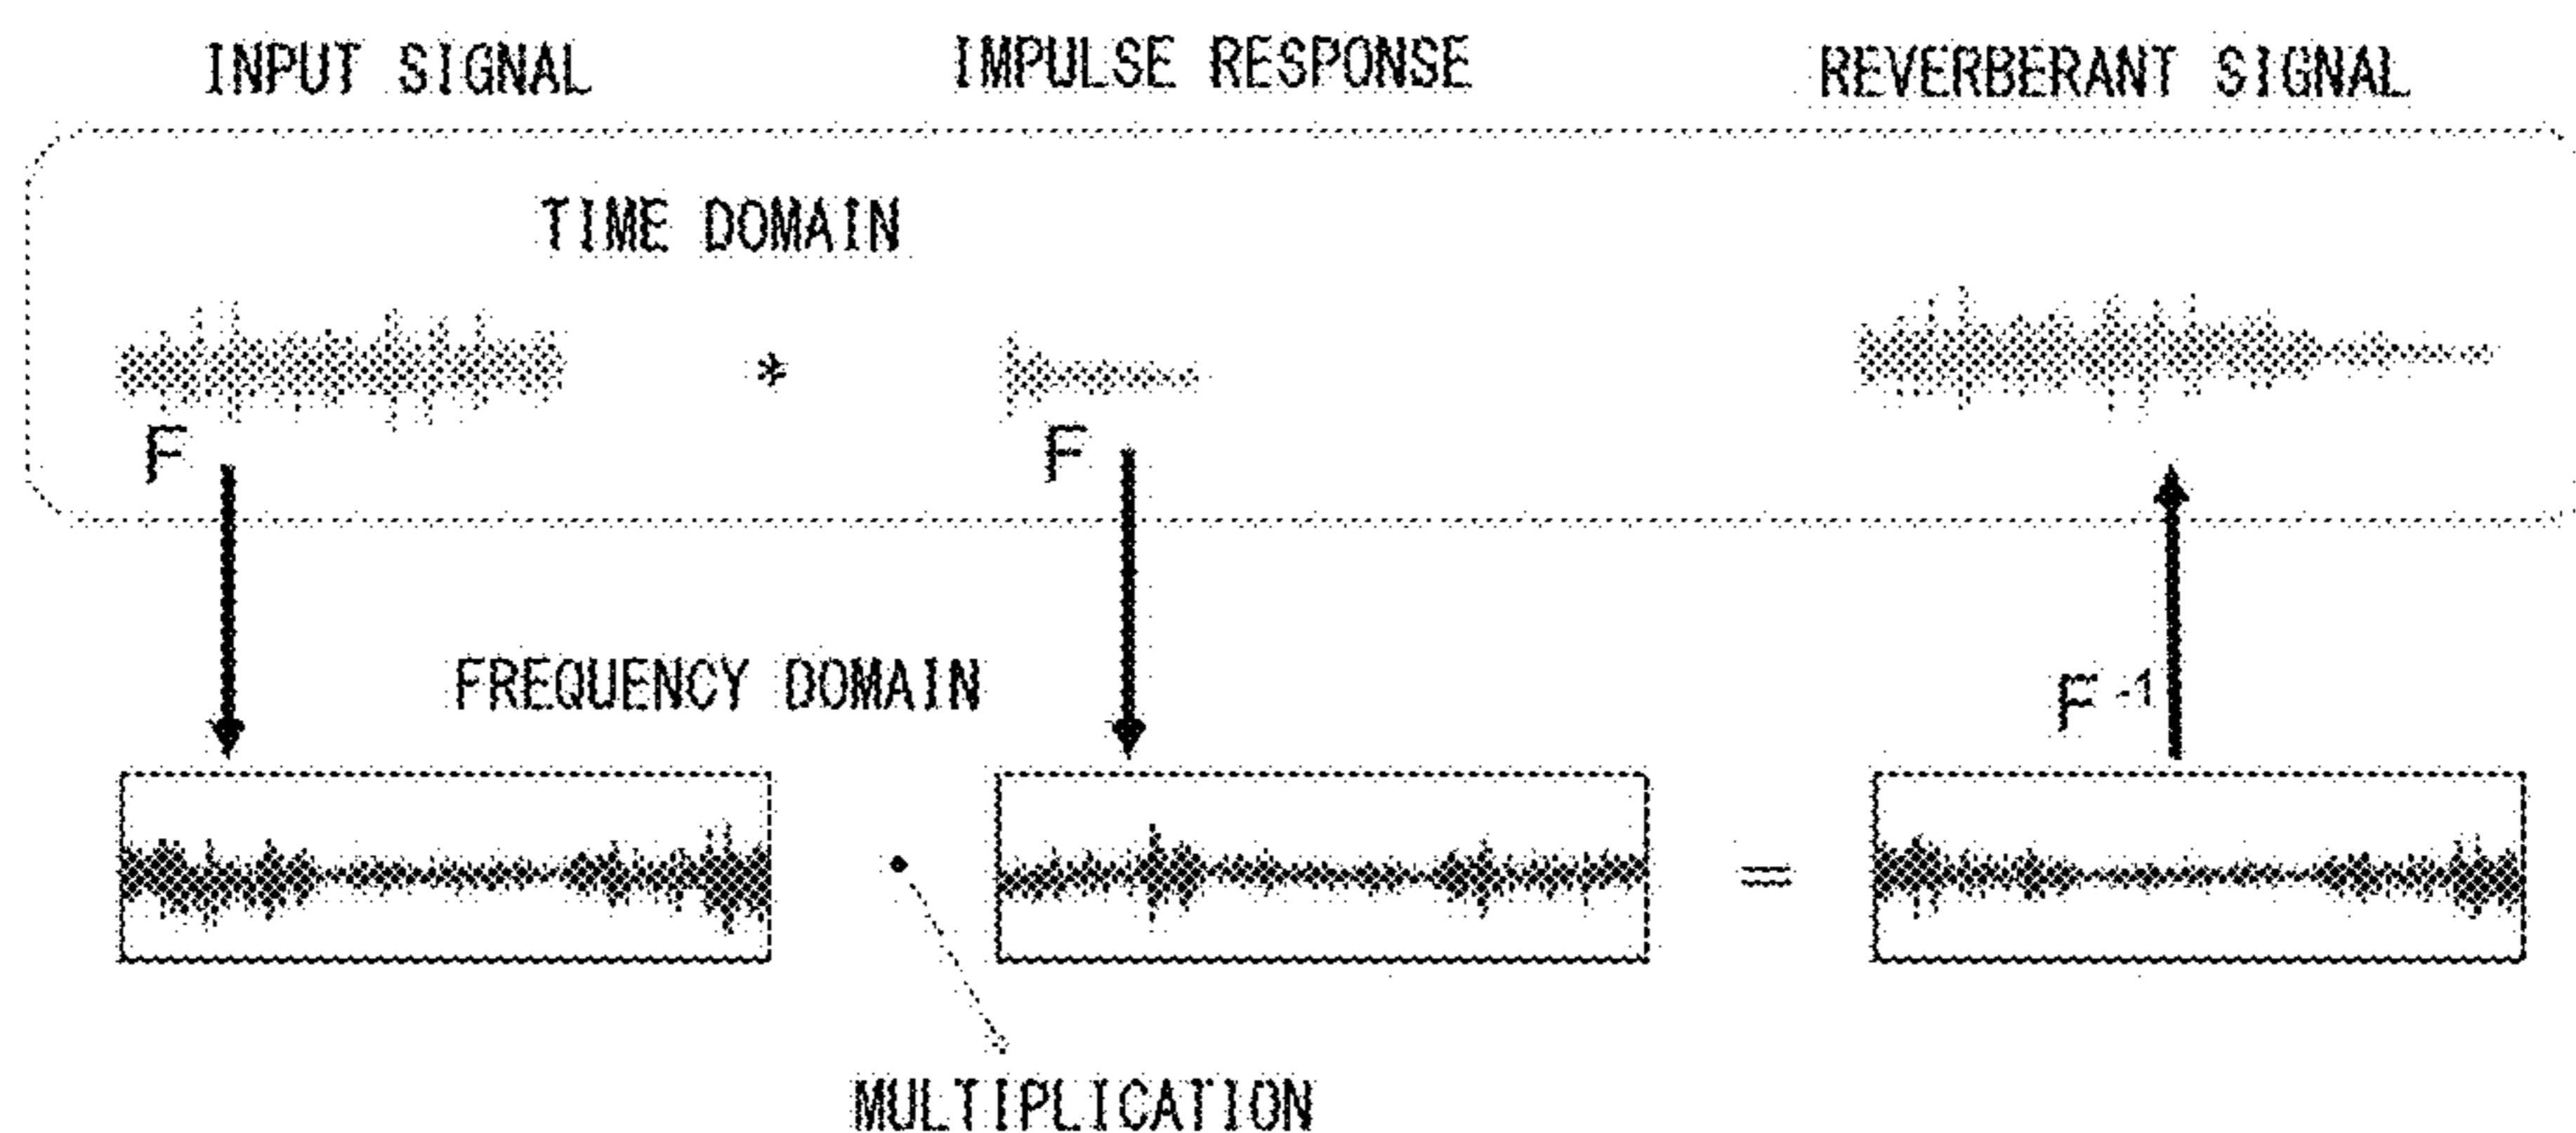 INPUT SIGNAL IMPULSE RESPONSE REVERBERANT SIGNAL
TIME DOMAIN
*
F F
FREQUENCY DOMAIN
F-1
• =
MULTIPLICATION